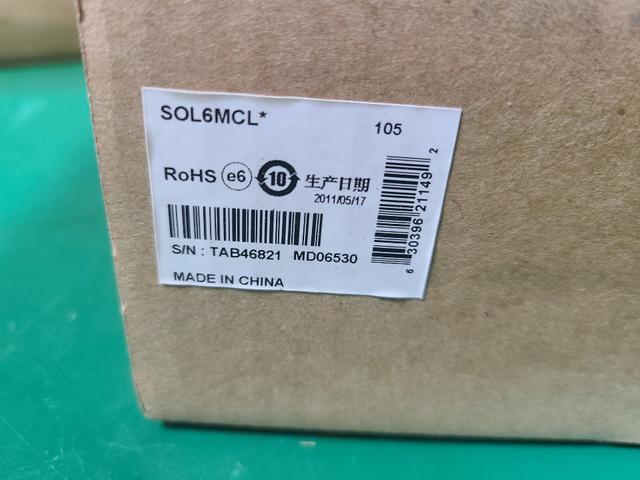 SOL6MCL*
105
RoHS e6 10 生产日期
2011/05/17
S/N : TAB46821 MD06530
MADE IN CHINA
6 30396 21149 2